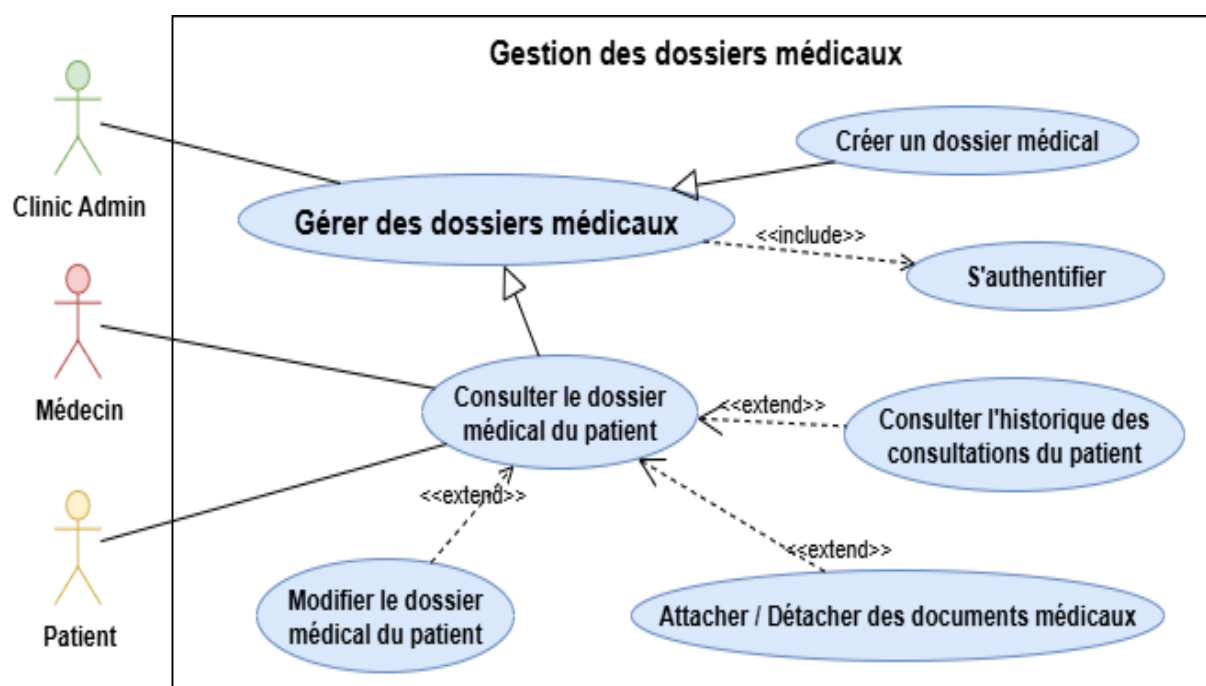 Gestion des dossiers médicaux
Clinic Admin
Créer un dossier médical
Gérer des dossiers médicaux
<<include>>
S'authentifier
Médecin
Consulter le dossier
médical du patient
<<extend>>
Consulter l'historique des
consultations du patient
<<extend>>
<<extend>>
Patient
Modifier le dossier
médical du patient
Attacher / Détacher des documents médicaux